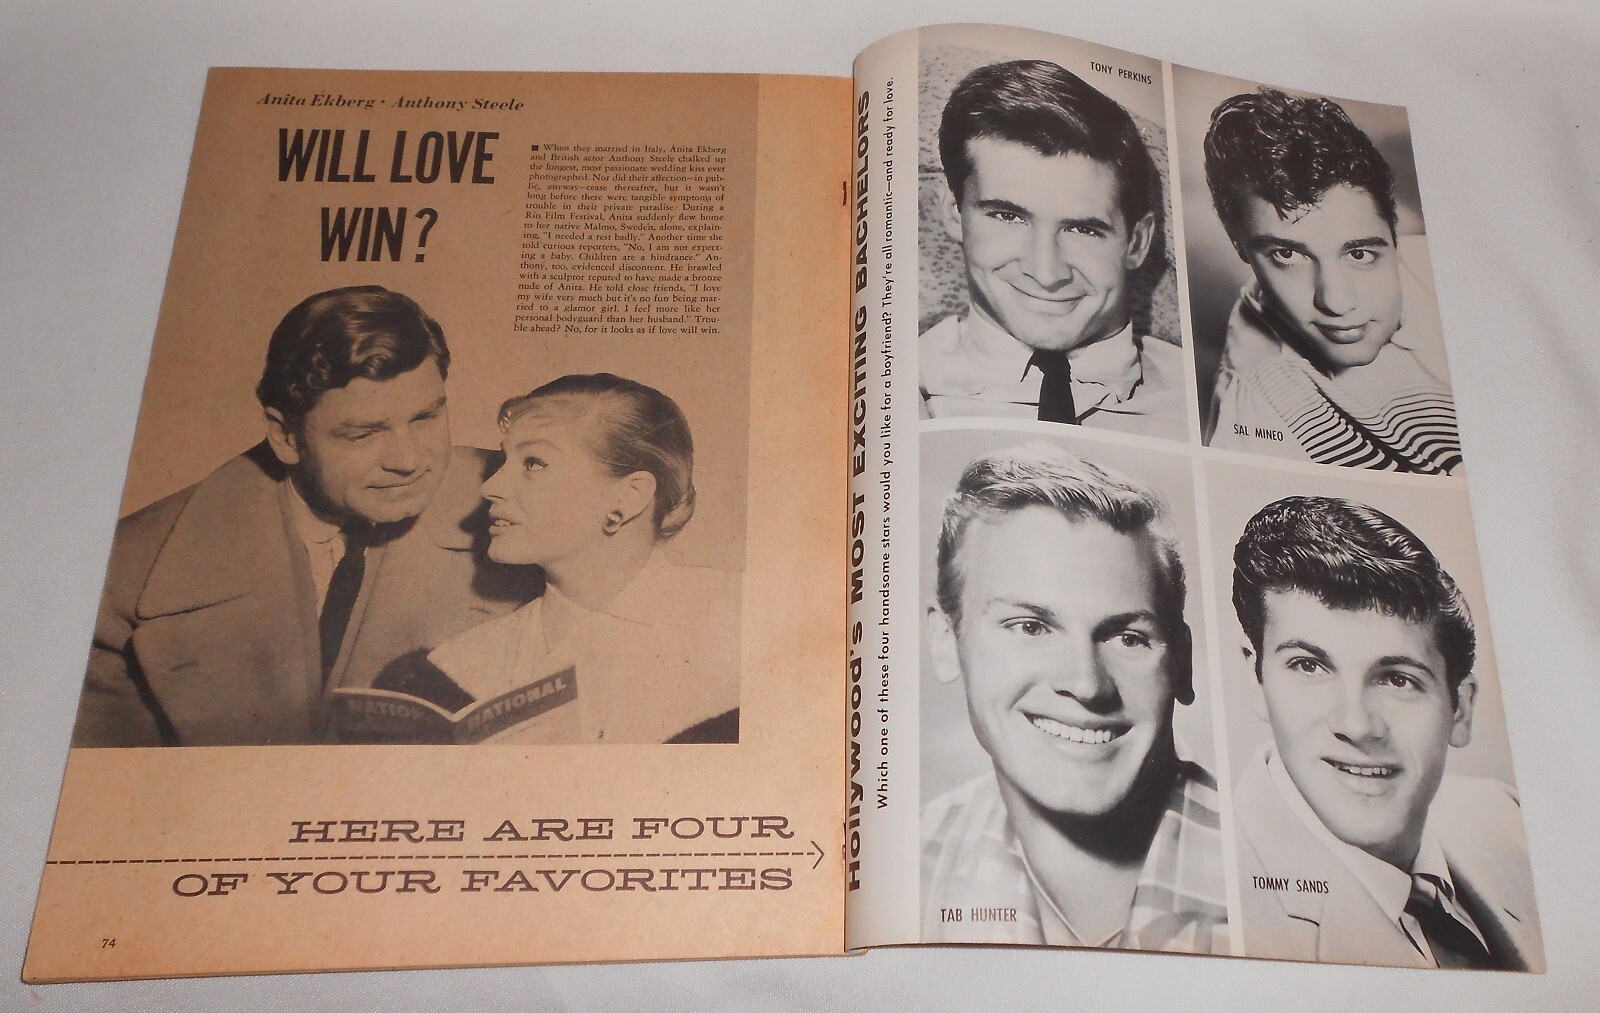 Anita Ekberg • Anthony Steele
WILL LOVE
WIN?
■ When they married in Italy, Anita Ekberg
and British actor Anthony Steele chalked up
the longest, most passionate wedding kiss ever
photographed. Nor did their affection—in pub-
lic, anyway—cease thereafter, but it wasn't
long before there were tangible symptoms of
trouble in their private paradise. During a
Rio Film Festival, Anita suddenly flew home
to her native Malmo, Sweden, alone, explain-
ing, "I needed a rest badly." Another time she
told curious reporters, "No, I am not expect-
ing a baby. Children are a hindrance." An-
thony, too, evidenced discontent. He brawled
with a sculptor reputed to have made a bronze
nude of Anita. He told close friends, "I love
my wife very much but it's no fun being mar-
ried to a glamor girl. I feel more like her
personal bodyguard than her husband." Trou-
ble ahead? No, for it looks as if love will win.
NATION
NATIONAL
HERE ARE FOUR
OF YOUR FAVORITES
74
Hollywood's MOST EXCITING BACHELORS
Which one of these four handsome stars would you like for a boyfriend? They're all romantic—and ready for love.
TONY PERKINS
SAL MINEO
TAB HUNTER
TOMMY SANDS